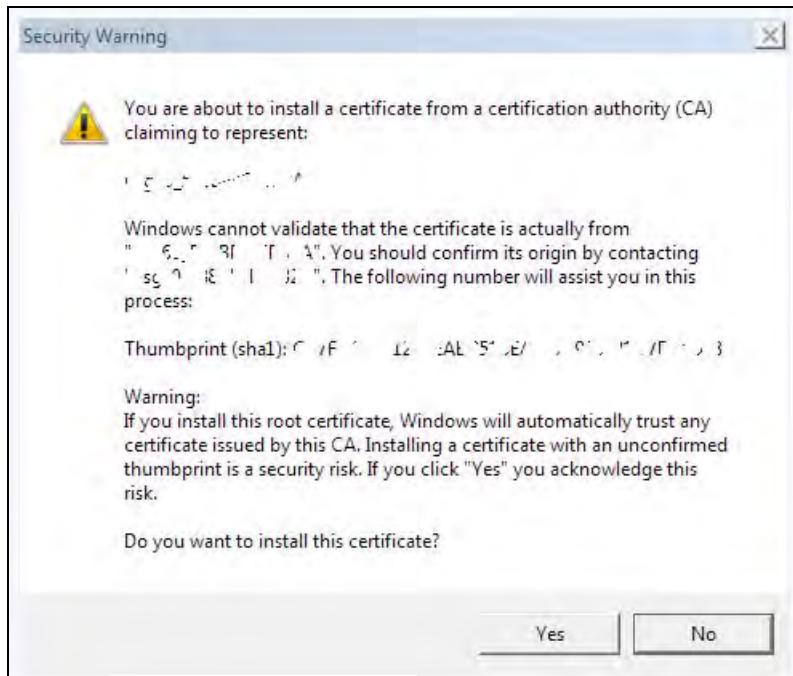 Security Warning
You are about to install a certificate from a certification authority (CA)
claiming to represent:
Windows cannot validate that the certificate is actually from
". You should confirm its origin by contacting
". The following number will assist you in this
process:
Thumbprint (sha1):
Warning:
If you install this root certificate, Windows will automatically trust any
certificate issued by this CA. Installing a certificate with an unconfirmed
thumbprint is a security risk. If you click "Yes" you acknowledge this
risk.
Do you want to install this certificate?
Yes
No